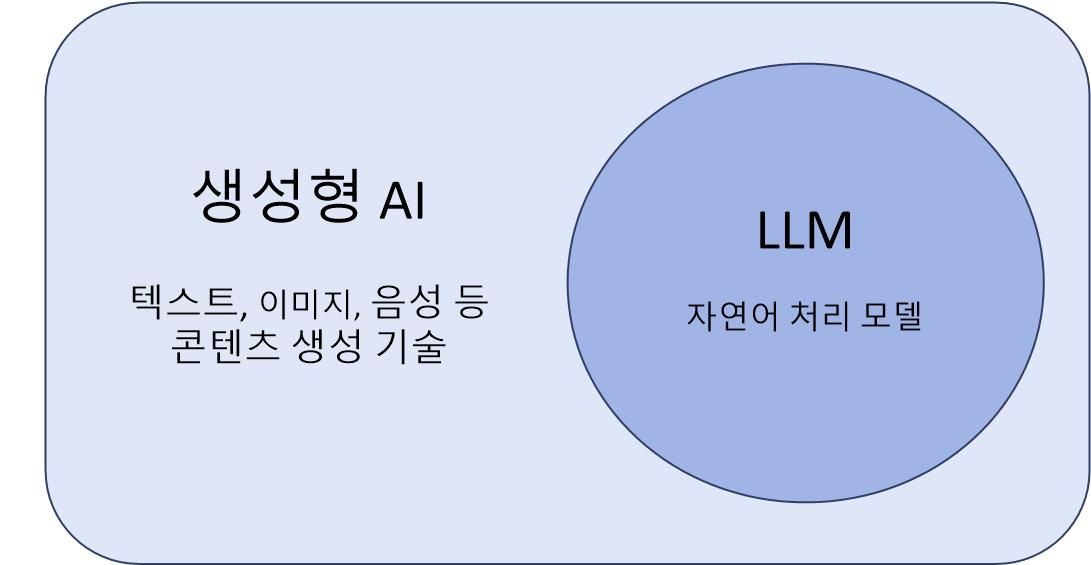 생성형 AI
텍스트, 이미지, 음성 등
콘텐츠 생성 기술
LLM
자연어 처리 모델